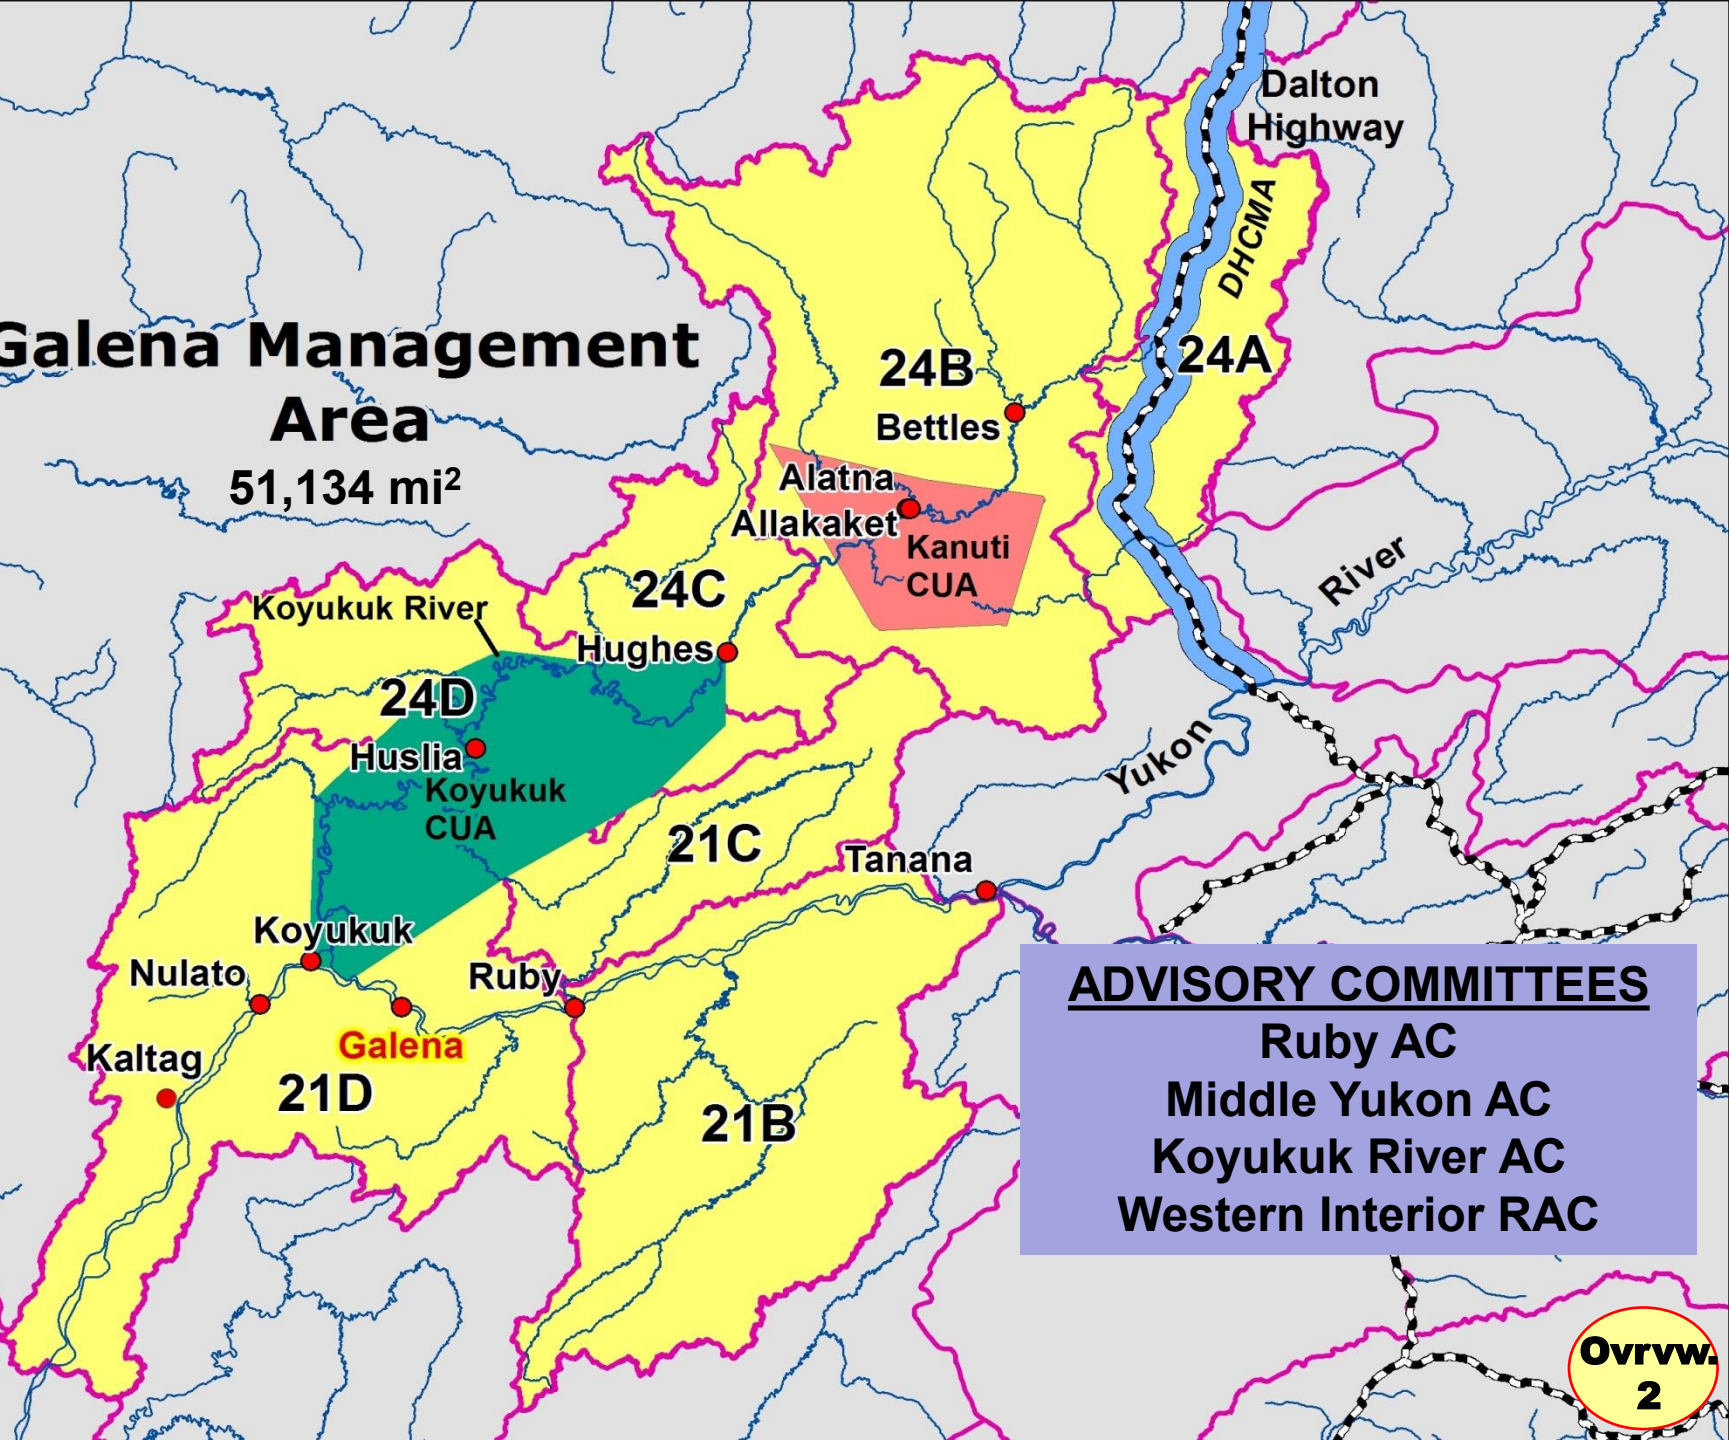 Dalton
Highway
DHCMA
Galena Management
Area
51,134 mi²
24B
24A
Bettles
Alatna
Allakaket
Kanuti
CUA
River
24C
Koyukuk River
Hughes
24D
Huslia
Koyukuk
CUA
Yukon
21C
Tanana
Koyukuk
Nulato
Ruby
Galena
Kaltag
21D
21B
ADVISORY COMMITTEES
Ruby AC
Middle Yukon AC
Koyukuk River AC
Western Interior RAC
Ovrvw.
2